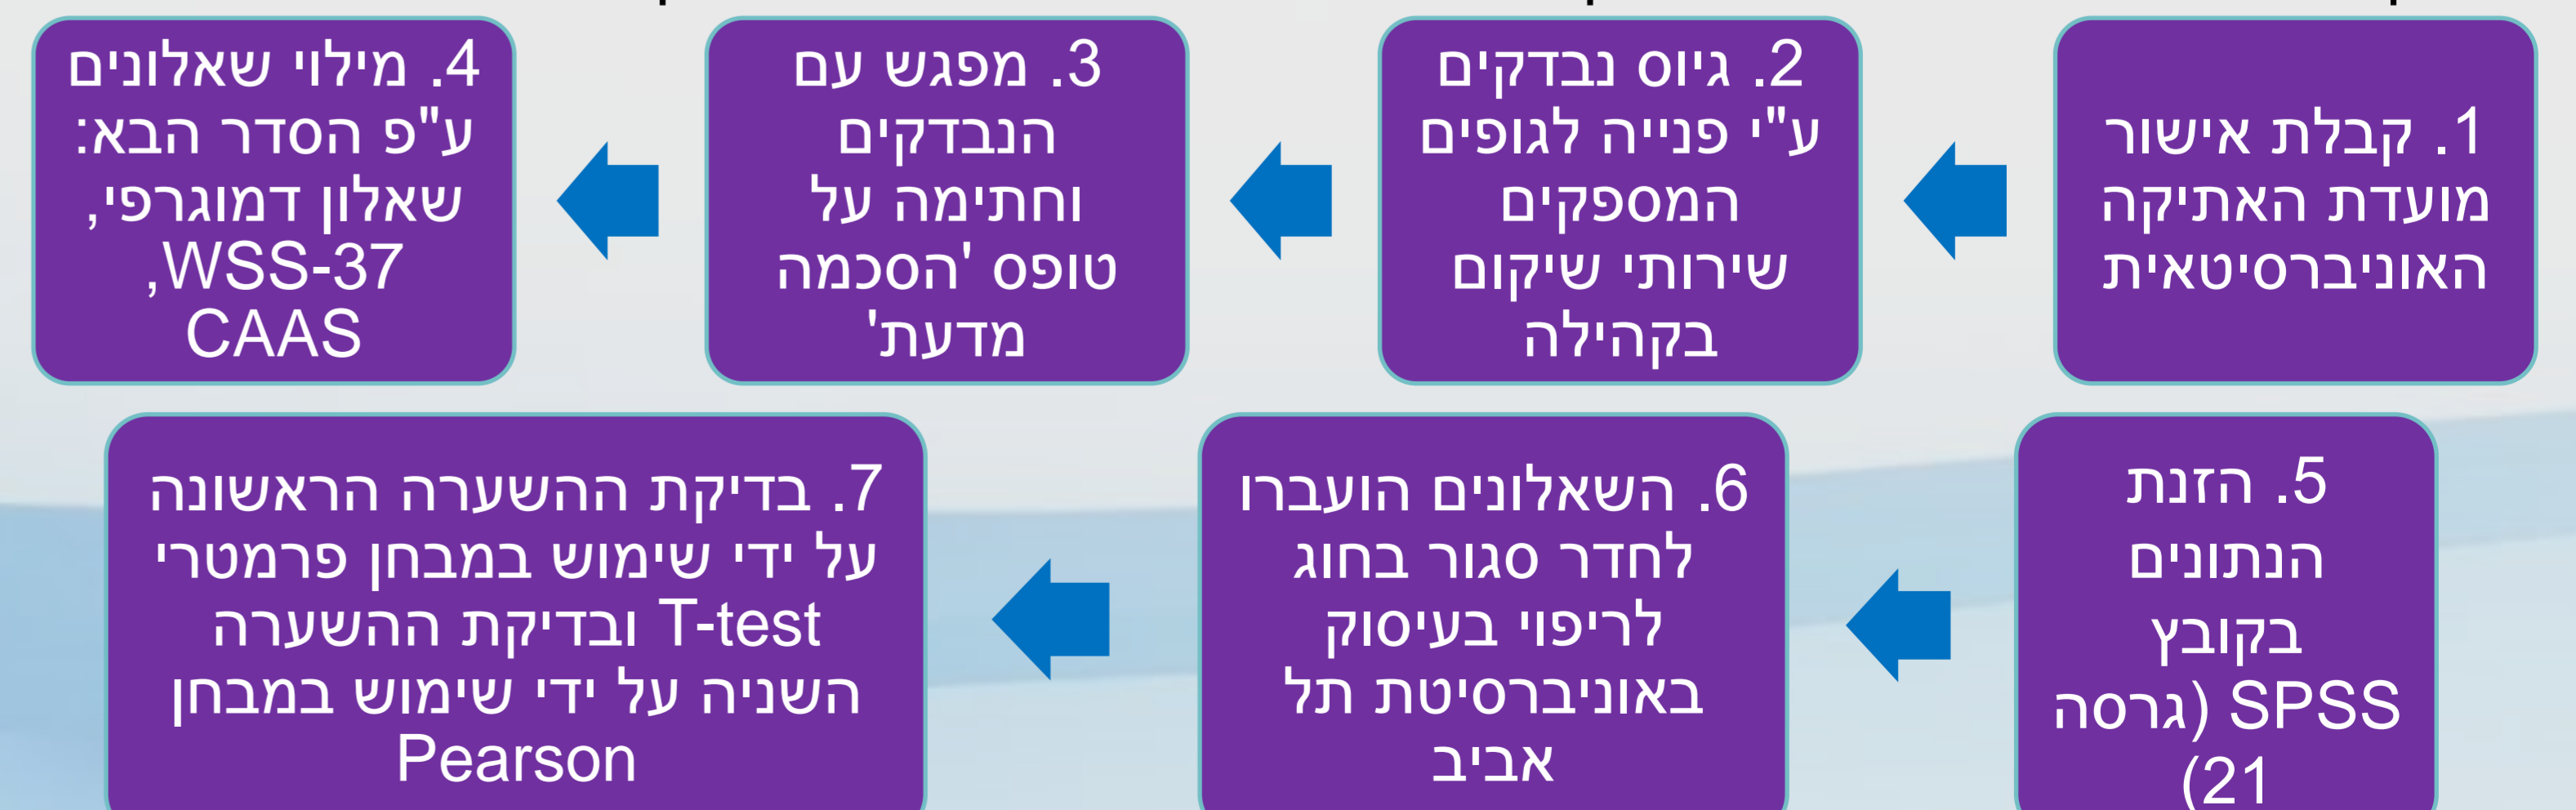 1. קבלת אישור
מועדת האתיקה
האוניברסיטאית
2. גיוס נבדקים
ע"י פנייה לגופים
המספקים
שירותי שיקום
בקהילה
3. מפגש עם
הנבדקים
וחתימה על
טופס 'הסכמה
מדעת'
4. מילוי שאלונים
ע"פ הסדר הבא:
שאלון דמוגרפי,
WSS-37,
CAAS
5. הזנת
הנתונים
בקובץ
SPSS (גרסה
21)
6. השאלונים הועברו
לחדר סגור בחוג
לריפוי בעיסוק
באוניברסיטת תל
אביב
7. בדיקת ההשערה הראשונה
על ידי שימוש במבחן פרמטרי
T-test ובדיקת ההשערה
השניה על ידי שימוש במבחן
Pearson